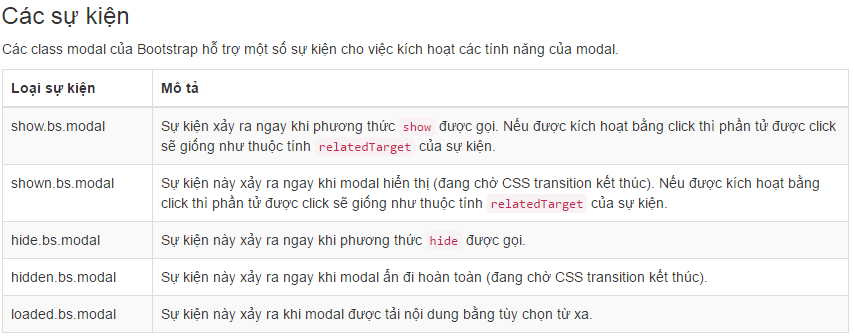 Các sự kiện
Các class modal của Bootstrap hỗ trợ một số sự kiện cho việc kích hoạt các tính năng của modal.
Loại sự kiện Mô tả
show.bs.modal Sự kiện xảy ra ngay khi phương thức show được gọi. Nếu được kích hoạt bằng click thì phần tử được click
sẽ giống như thuộc tính relatedTarget của sự kiện.
shown.bs.modal Sự kiện này xảy ra ngay khi modal hiển thị (đang chờ CSS transition kết thúc). Nếu được kích hoạt bằng
click thì phần tử được click sẽ giống như thuộc tính relatedTarget của sự kiện.
hide.bs.modal Sự kiện này xảy ra ngay khi phương thức hide được gọi.
hidden.bs.modal Sự kiện này xảy ra ngay khi modal ẩn đi hoàn toàn (đang chờ CSS transition kết thúc).
loaded.bs.modal Sự kiện này xảy ra khi modal được tải nội dung bằng tùy chọn từ xa.